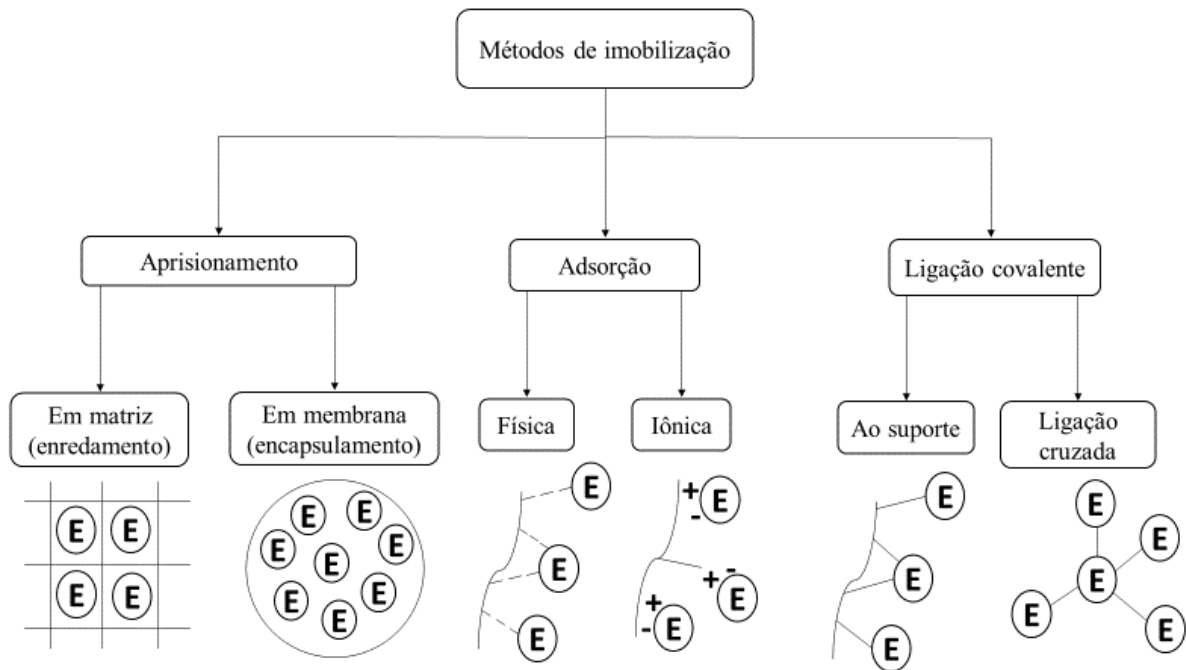 Métodos de imobilização
Aprisionamento
Adsorção
Ligação covalente
Em matriz
(enredamento)
Em membrana
(encapsulamento)
Física
Iônica
Ao suporte
Ligação
cruzada
E E
E E
E E
E E E
E E
E
E
E
E
+ E
-
+ - E
+
- E
E
E
E
E
E
E
E
E